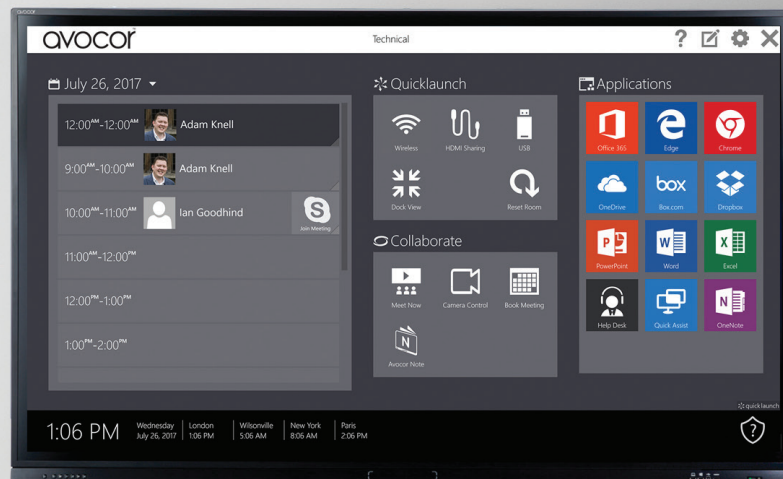 avocor
avocor
Technical
?
July 26, 2017
12:00AM-12:00AM Adam Knell
9:00AM-10:00AM Adam Knell
10:00AM-11:00AM Ian Goodhind
S
Join Meeting
11:00AM-12:00PM
12:00PM-1:00PM
1:00PM-2:00PM
Quicklaunch
Wireless HDMI Sharing USB
Dock View Reset Room
Collaborate
Meet Now Camera Control Book Meeting
N
Avocor Note
Applications
Office 365 Edge Chrome
box
OneDrive Box.com Dropbox
P W X
PowerPoint Word Excel
N
Help Desk Quick Assist OneNote
quick launch
1:06 PM
Wednesday London Wilsonville New York Paris
July 26, 2017 1:06 PM 5:06 AM 8:06 AM 2:06 PM
?